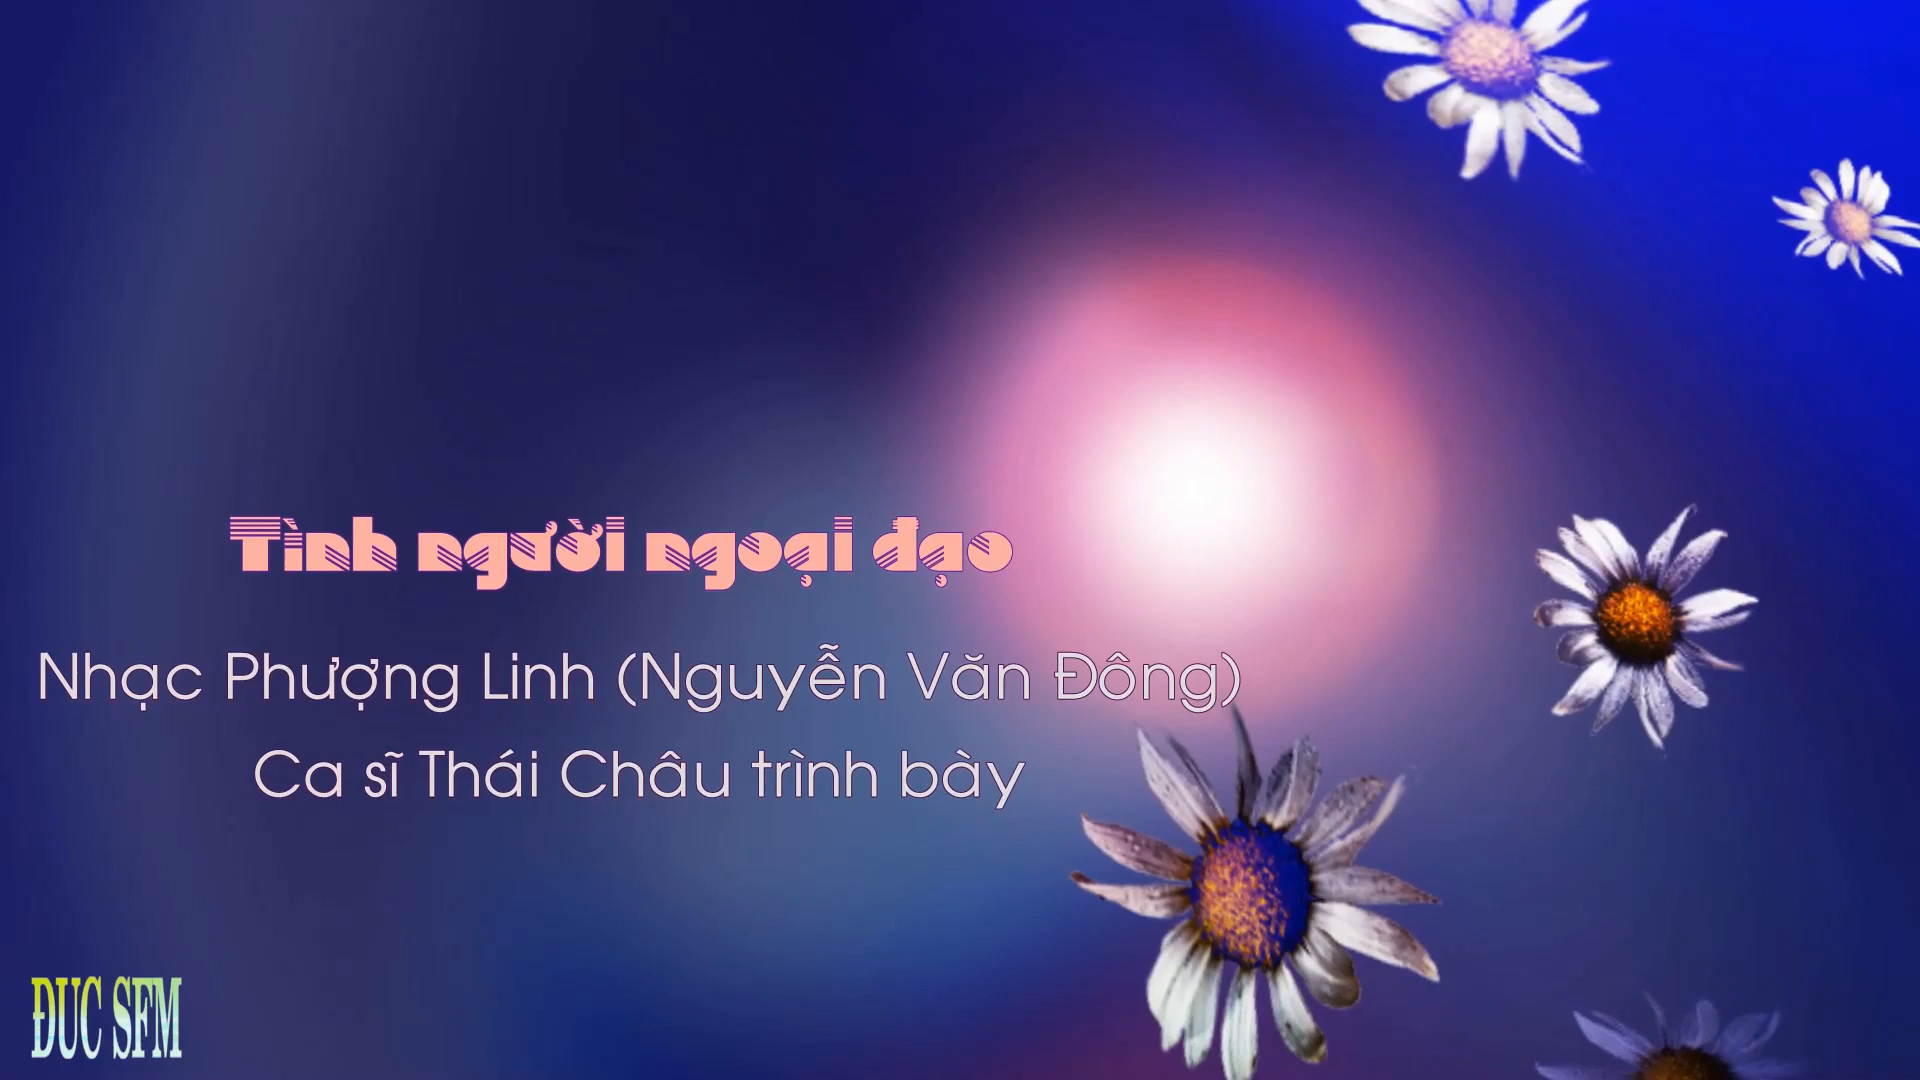 Tình người ngoại đạo
Nhạc Phượng Linh (Nguyễn Văn Đông)
Ca sĩ Thái Châu trình bày
ĐUC SFM